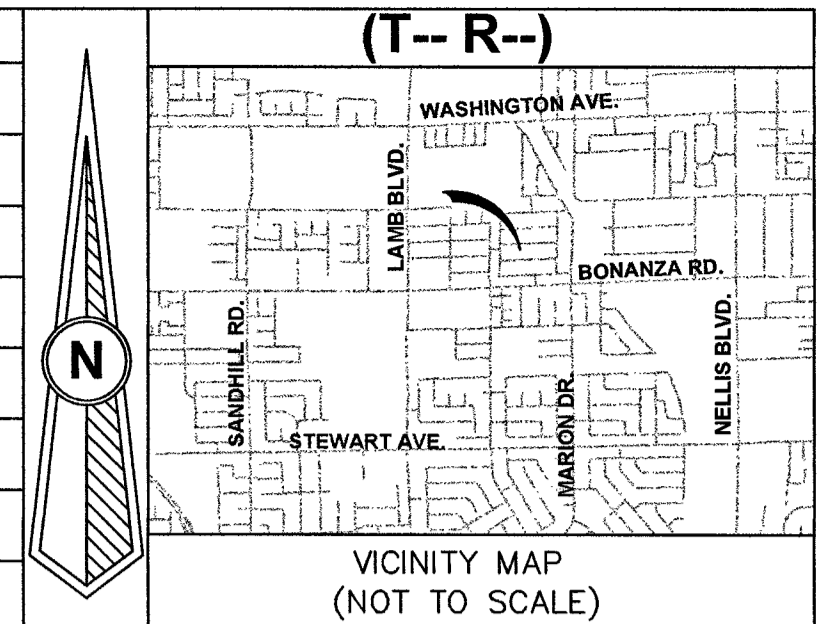 (T-- R--)
WASHINGTON AVE.
LAMB BLVD.
BONANZA RD.
SANDHILL RD.
NELLIS BLVD.
MARION DR.
STEWART AVE.
N
VICINITY MAP
(NOT TO SCALE)